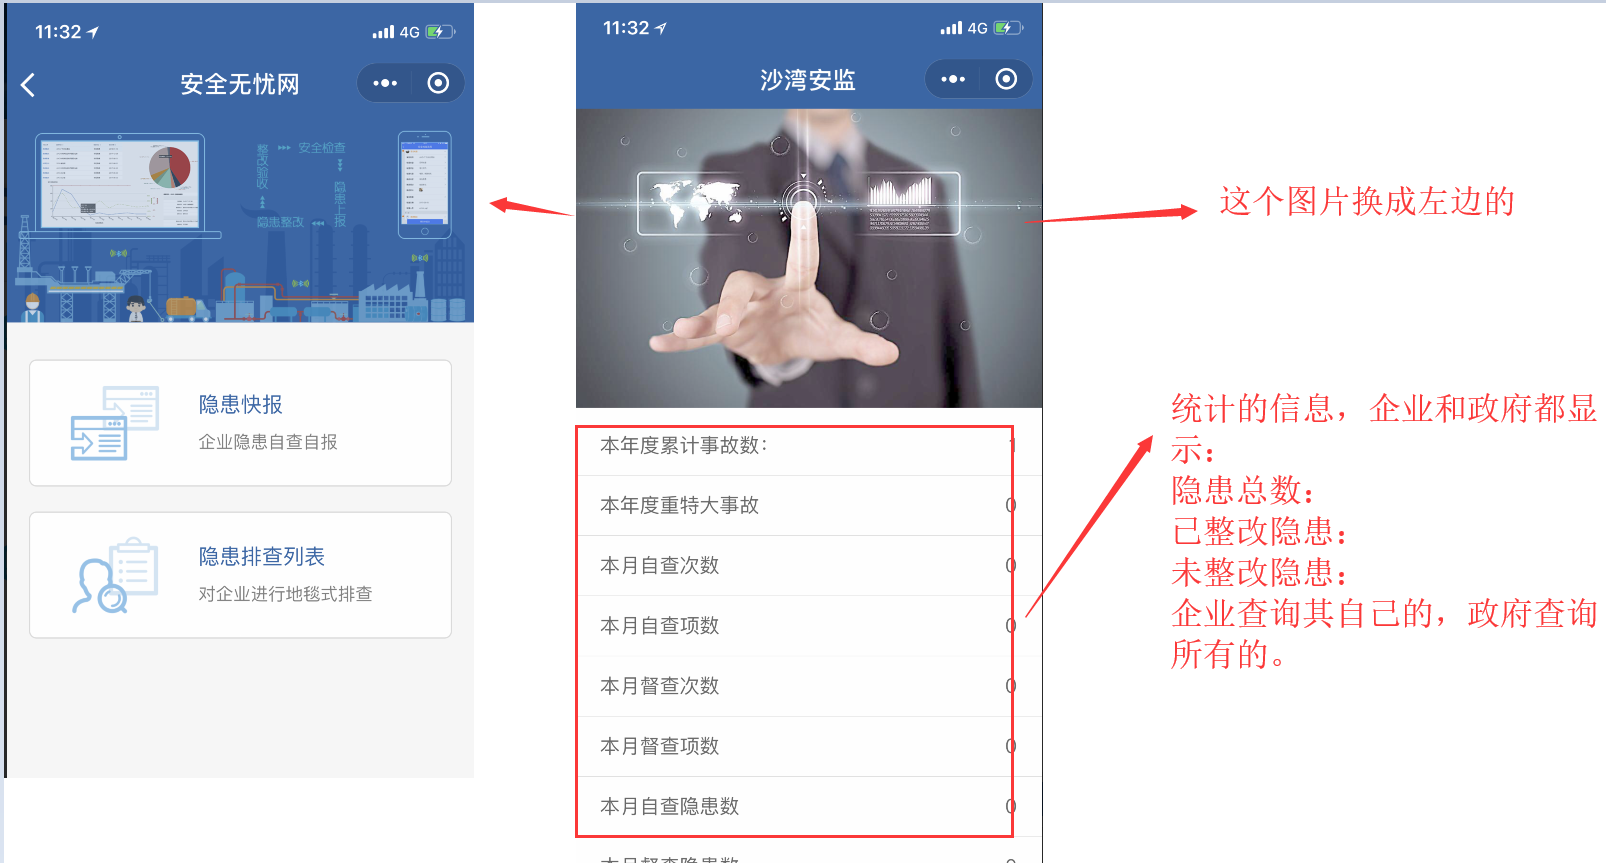 11:32
4G
安全无忧网
整改验收
安全检查
隐患上报
隐患整改
隐患快报
企业隐患自查自报
隐患排查列表
对企业进行地毯式排查
11:32
4G
沙湾安监
本年度累计事故数: 1
本年度重特大事故 0
本月自查次数 0
本月自查项数 0
本月督查次数 0
本月督查项数 0
本月自查隐患数 0
本月督查隐患数 0
这个图片换成左边的
统计的信息，企业和政府都显
示：
隐患总数：
已整改隐患：
未整改隐患：
企业查询其自己的，政府查询
所有的。